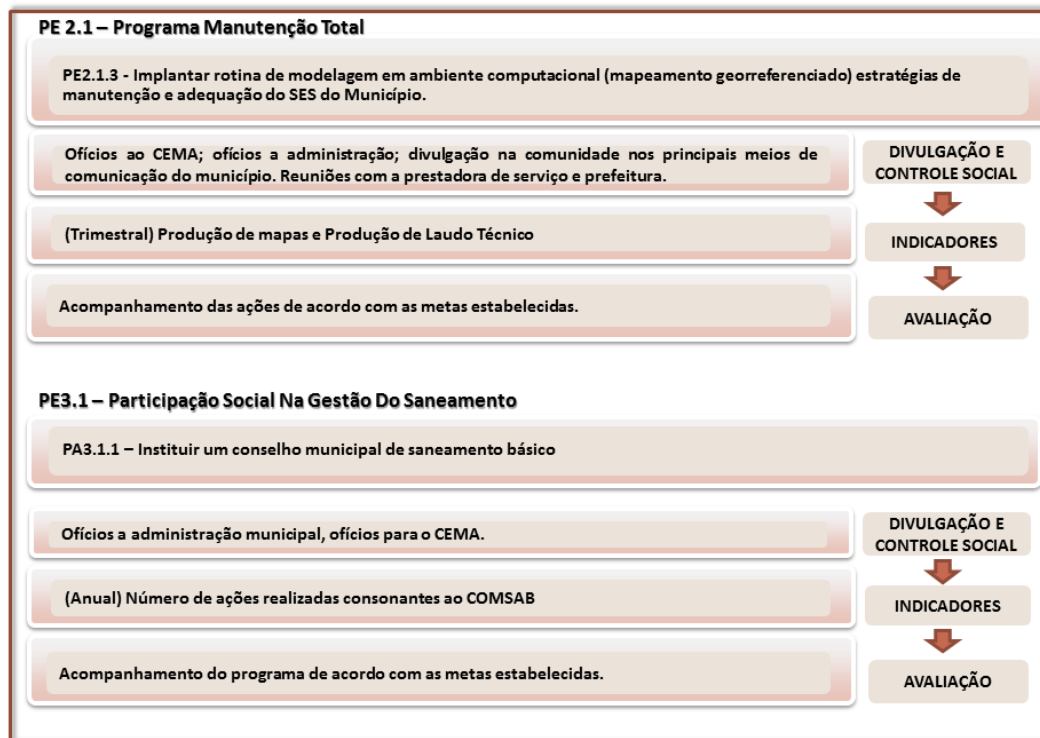 PE 2.1 – Programa Manutenção Total
PE2.1.3 - Implantar rotina de modelagem em ambiente computacional (mapeamento georreferenciado) estratégias de
manutenção e adequação do SES do Município.
Ofícios ao CEMA; ofícios a administração; divulgação na comunidade nos principais meios de
comunicação do município. Reuniões com a prestadora de serviço e prefeitura.
DIVULGAÇÃO E
CONTROLE SOCIAL
(Trimestral) Produção de mapas e Produção de Laudo Técnico
INDICADORES
Acompanhamento das ações de acordo com as metas estabelecidas.
AVALIAÇÃO
PE3.1 – Participação Social Na Gestão Do Saneamento
PA3.1.1 – Instituir um conselho municipal de saneamento básico
Ofícios a administração municipal, ofícios para o CEMA.
DIVULGAÇÃO E
CONTROLE SOCIAL
(Anual) Número de ações realizadas consonantes ao COMSAB
INDICADORES
Acompanhamento do programa de acordo com as metas estabelecidas.
AVALIAÇÃO